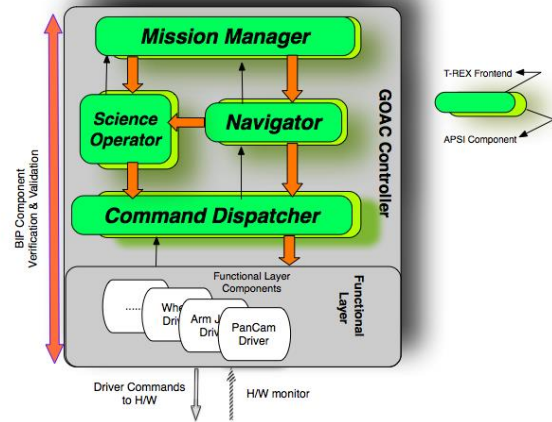 Mission Manager
Science
Operator
Navigator
Command Dispatcher
GOAC Controller
BIP Component
Verification & Validation
Functional Layer
Components
Functional
Layer
.....
Arm
PanCam
Driver
Driver Commands
to H/W
H/W monitor
T-REX Frontend
APSI Component